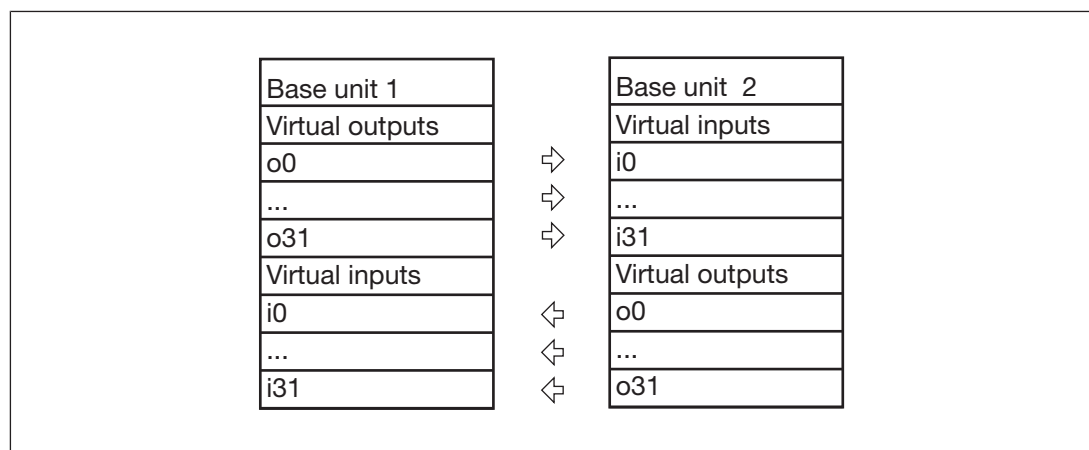 Base unit 1
Virtual outputs
o0
...
o31
Virtual inputs
i0
...
i31
Base unit 2
Virtual inputs
i0
...
i31
Virtual outputs
o0
...
o31